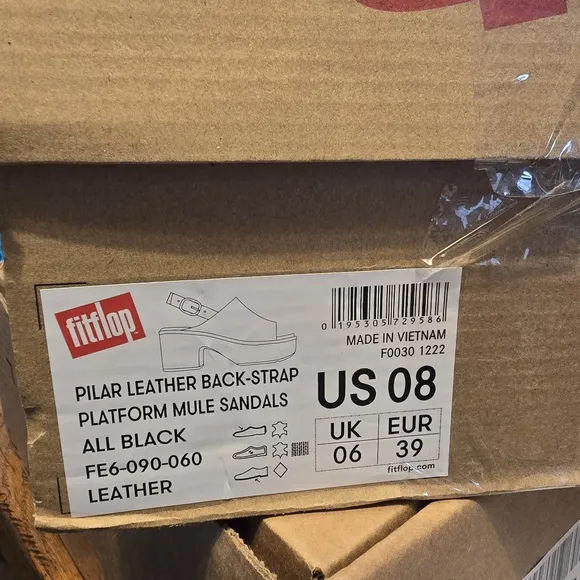 fitflop
PILAR LEATHER BACK-STRAP
PLATFORM MULE SANDALS
ALL BLACK
FE6-090-060
LEATHER
0 195305 729586
MADE IN VIETNAM
F0030 1222
US 08
UK EUR
06 39
fitflop.com